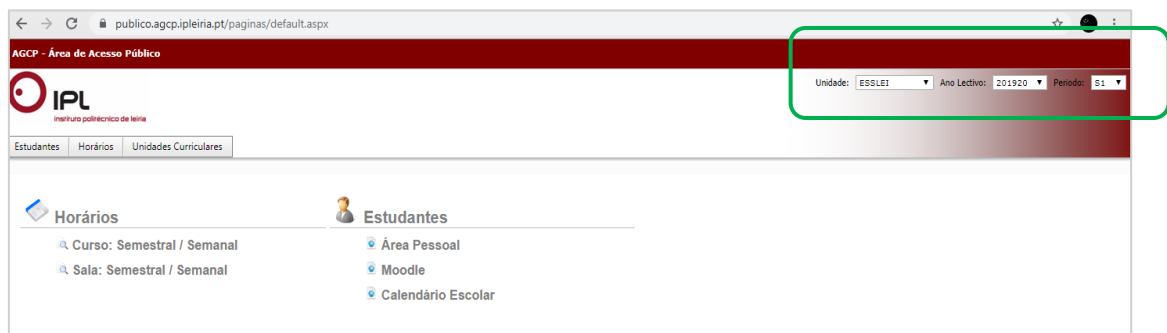 publico.agcp.ipleiria.pt/paginas/default.aspx
AGCP - Área de Acesso Público
Unidade: ESSLEI Ano Lectivo: 201920 Periodo: S1
IPL
instituto politécnico de leiria
Estudantes Horários Unidades Curriculares
Horários
Curso: Semestral / Semanal
Sala: Semestral / Semanal
Estudantes
Área Pessoal
Moodle
Calendário Escolar